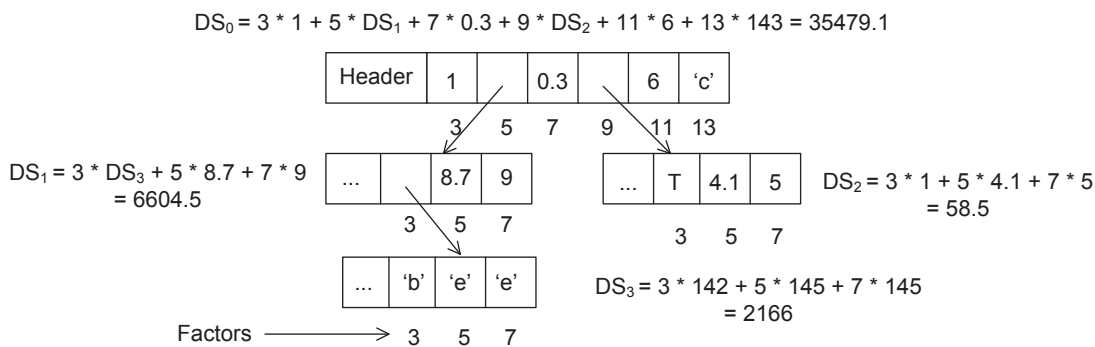 DS₀ = 3 * 1 + 5 * DS₁ + 7 * 0.3 + 9 * DS₂ + 11 * 6 + 13 * 143 = 35479.1
Header 1 0.3 6 ‘c’
3 5 7 9 11 13
DS₁ = 3 * DS₃ + 5 * 8.7 + 7 * 9
= 6604.5
... 8.7 9
3 5 7
... T 4.1 5
3 5 7
DS₂ = 3 * 1 + 5 * 4.1 + 7 * 5
= 58.5
... ‘b’ ‘e’ ‘e’
DS₃ = 3 * 142 + 5 * 145 + 7 * 145
= 2166
Factors 3 5 7